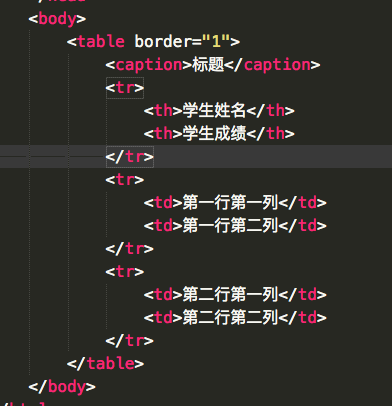 <body>
<table border="1">
<caption>标题</caption>
<tr>
<th>学生姓名</th>
<th>学生成绩</th>
</tr>
<tr>
<td>第一行第一列</td>
<td>第一行第二列</td>
</tr>
<tr>
<td>第二行第一列</td>
<td>第二行第二列</td>
</tr>
</table>
</body>